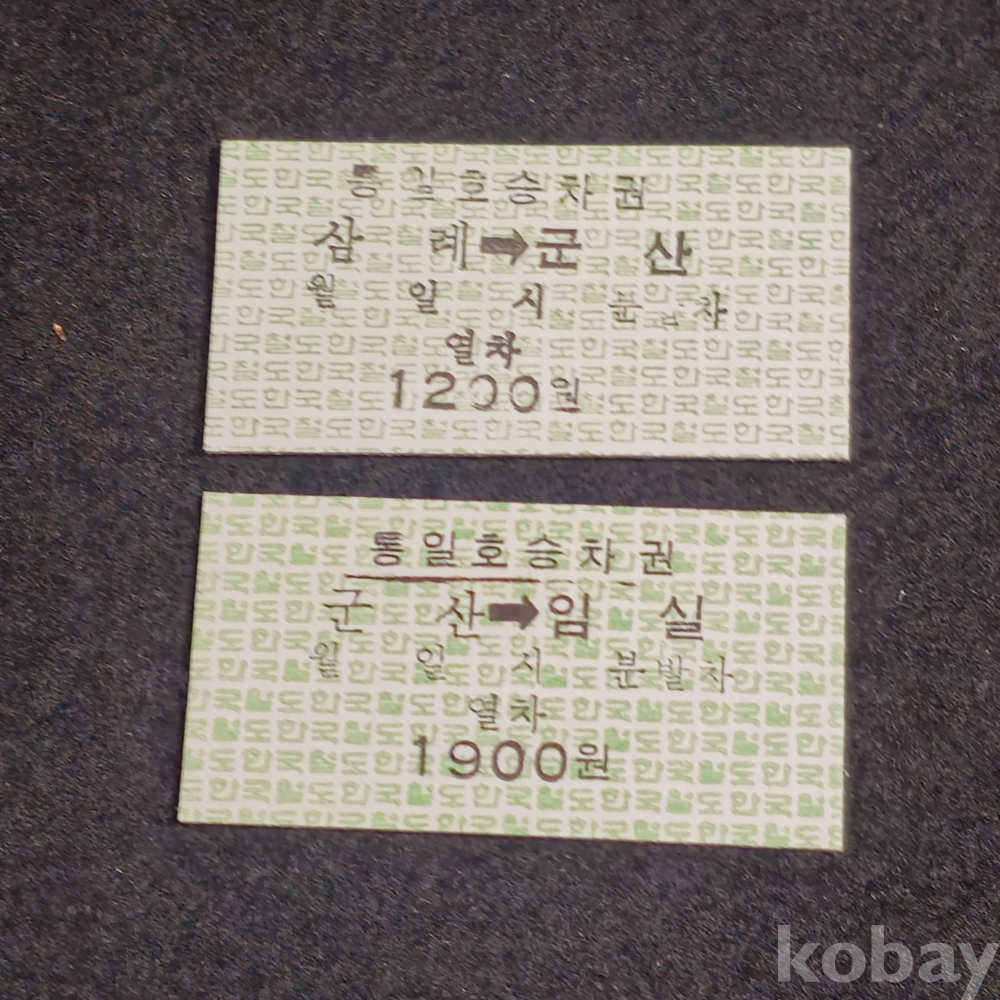 통일호승차권
삼 례➡군 산
월 일 시 분 차
열차
1200원
통일호승차권
군 산➡임 실
월 일 시 분발차
열차
1900원
kobay